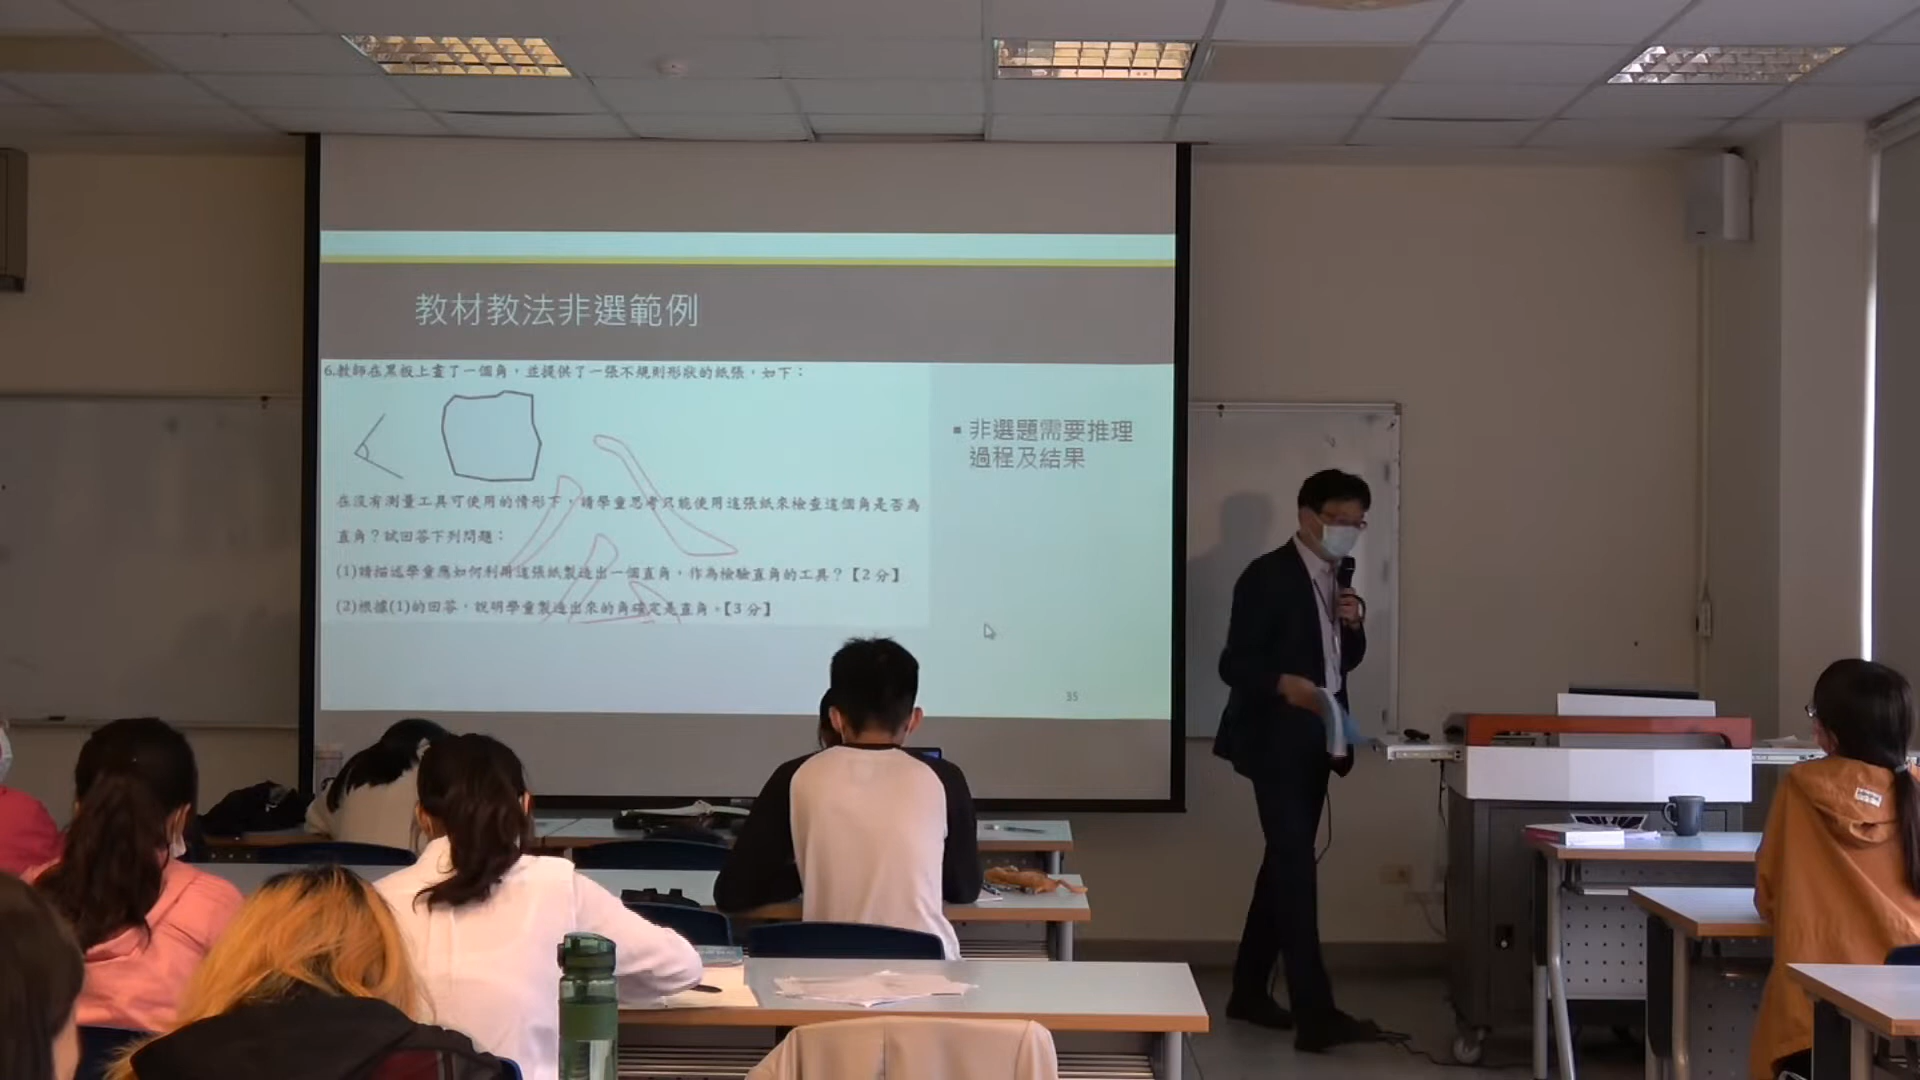 教材教法非選範例
6.教師在黑板上畫了一個角，並提供了一張不規則形狀的紙張，如下：
在沒有測量工具可使用的情形下，請學童思考只能使用這張紙來檢查這個角是否為
直角？試回答下列問題：
(1)請描述學童應如何利用這張紙製造出一個直角，作為檢驗直角的工具？【2 分】
(2)根據(1)的回答，說明學童製造出來的角確定是直角。【3 分】
▪ 非選題需要推理
過程及結果
35